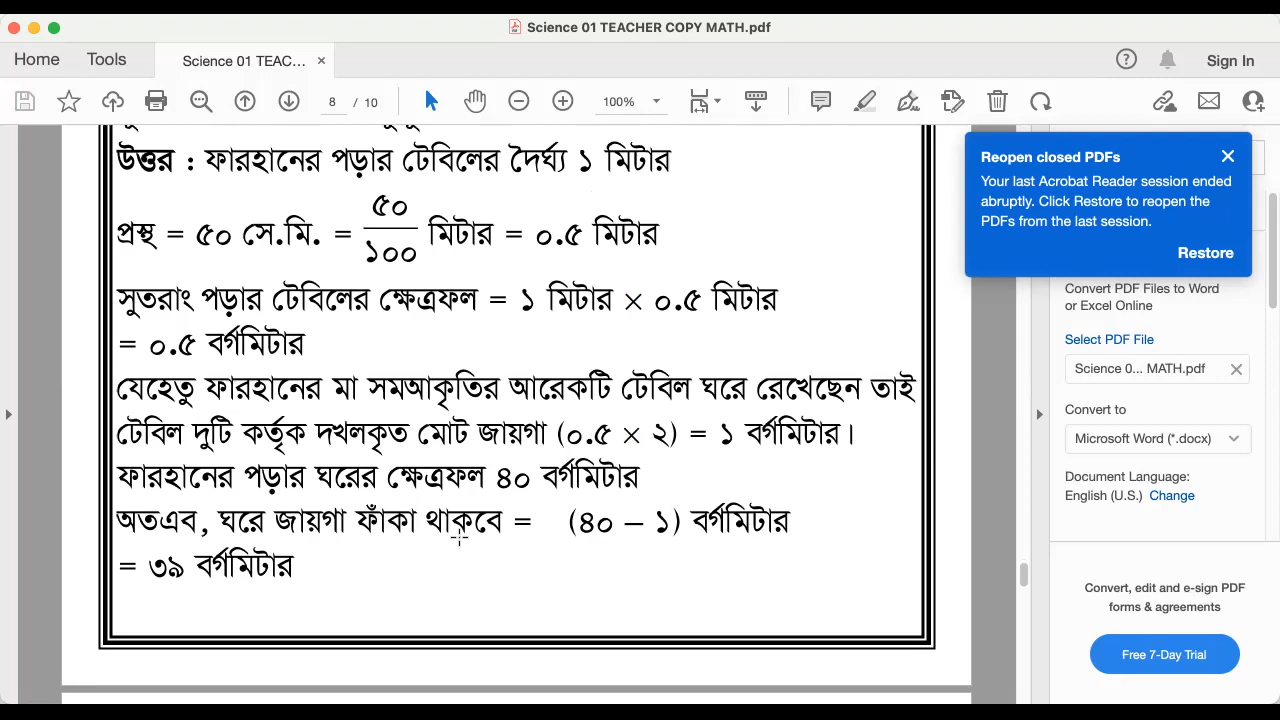 Science 01 TEACHER COPY MATH.pdf
Home Tools Science 01 TEAC... × Sign In
8 / 10 100%
উত্তর : ফারহানের পড়ার টেবিলের দৈর্ঘ্য ১ মিটার
প্রস্থ = ৫০ সে.মি. = ৫০/১০০ মিটার = ০.৫ মিটার
সুতরাং পড়ার টেবিলের ক্ষেত্রফল = ১ মিটার × ০.৫ মিটার
= ০.৫ বর্গমিটার
যেহেতু ফারহানের মা সমআকৃতির আরেকটি টেবিল ঘরে রেখেছেন তাই
টেবিল দুটি কর্তৃক দখলকৃত মোট জায়গা (০.৫ × ২) = ১ বর্গমিটার।
ফারহানের পড়ার ঘরের ক্ষেত্রফল ৪০ বর্গমিটার
অতএব, ঘরে জায়গা ফাঁকা থাকবে = (৪০ – ১) বর্গমিটার
= ৩৯ বর্গমিটার
Reopen closed PDFs
Your last Acrobat Reader session ended
abruptly. Click Restore to reopen the
PDFs from the last session.
Restore
Convert PDF Files to Word
or Excel Online
Select PDF File
Science 0... MATH.pdf
Convert to
Microsoft Word (*.docx)
Document Language:
English (U.S.) Change
Convert, edit and e-sign PDF
forms & agreements
Free 7-Day Trial